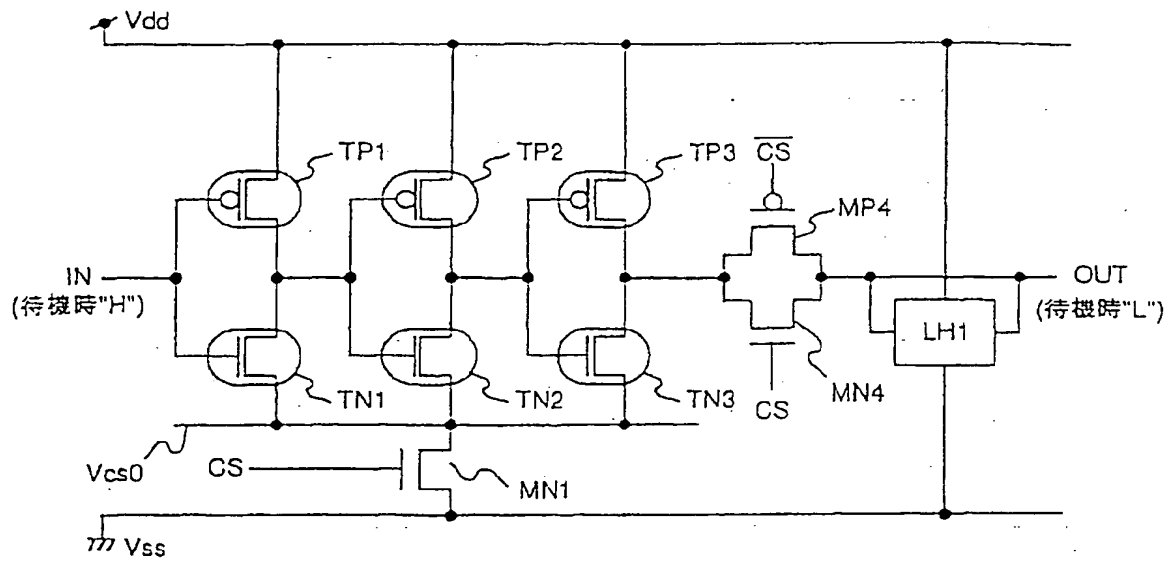 Vdd
TP1
TP2
TP3
CS
MP4
IN
(待機時"H")
OUT
(待機時"L")
LH1
TN1
TN2
TN3
CS
MN4
Vcs0
CS
MN1
Vss